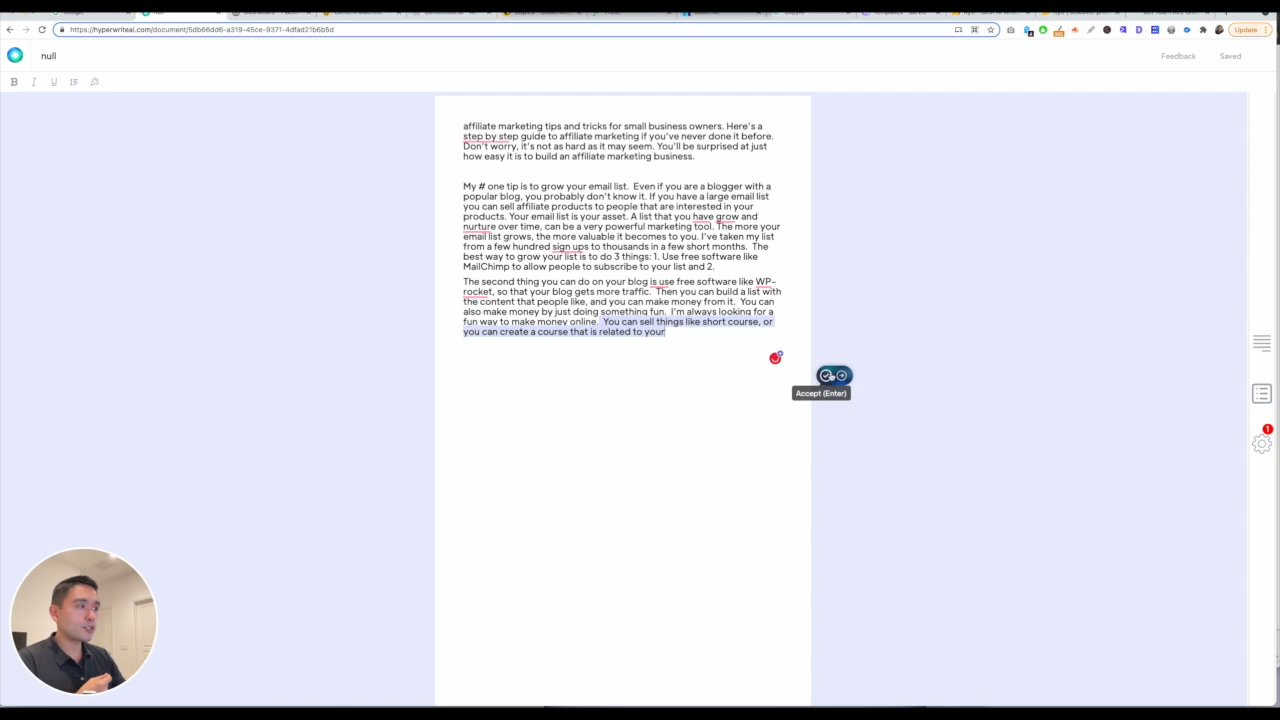 https://hyperwriteai.com/document/5db66dd6-a319-45ce-9371-4dfad21b6b5d
Update
null
Feedback
Saved
B I U
affiliate marketing tips and tricks for small business owners. Here's a
step by step guide to affiliate marketing if you've never done it before.
Don't worry, it's not as hard as it may seem. You'll be surprised at just
how easy it is to build an affiliate marketing business.
My # one tip is to grow your email list.  Even if you are a blogger with a
popular blog, you probably don't know it. If you have a large email list
you can sell affiliate products to people that are interested in your
products. Your email list is your asset. A list that you have grow and
nurture over time, can be a very powerful marketing tool. The more your
email list grows, the more valuable it becomes to you. I've taken my list
from a few hundred sign ups to thousands in a few short months.  The
best way to grow your list is to do 3 things: 1. Use free software like
MailChimp to allow people to subscribe to your list and 2.
The second thing you can do on your blog is use free software like WP-
rocket, so that your blog gets more traffic.  Then you can build a list with
the content that people like, and you can make money from it.  You can
also make money by just doing something fun.  I'm always looking for a
fun way to make money online.  You can sell things like short course, or
you can create a course that is related to your
Accept (Enter)
1